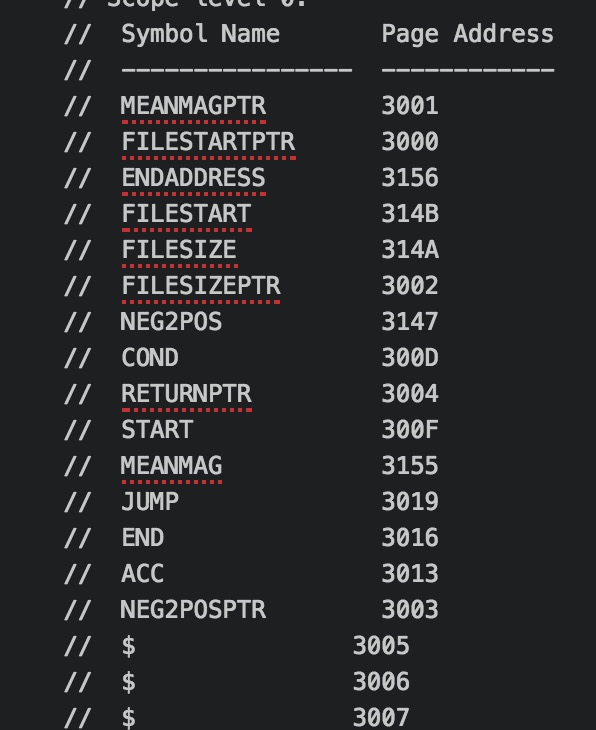 // Scope level 0:
// Symbol Name Page Address
// ---------------- ------------
// MEANMAGPTR 3001
// FILESTARTPTR 3000
// ENDADDRESS 3156
// FILESTART 314B
// FILESIZE 314A
// FILESIZEPTR 3002
// NEG2POS 3147
// COND 300D
// RETURNPTR 3004
// START 300F
// MEANMAG 3155
// JUMP 3019
// END 3016
// ACC 3013
// NEG2POSPTR 3003
// $ 3005
// $ 3006
// $ 3007